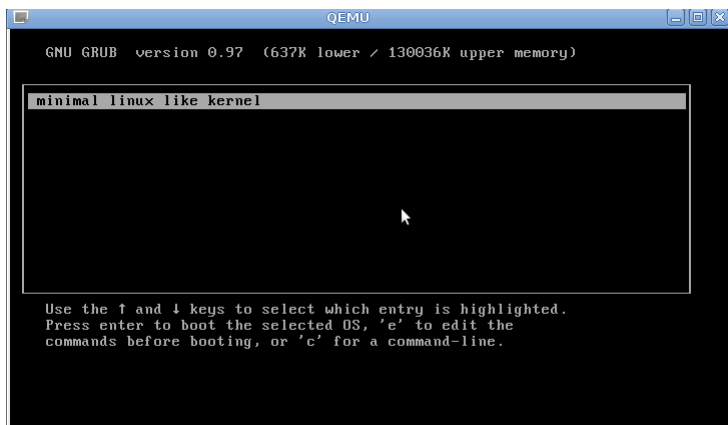 QEMU
GNU GRUB version 0.97 (637K lower / 130036K upper memory)
minimal linux like kernel
Use the ↑ and ↓ keys to select which entry is highlighted.
Press enter to boot the selected OS, 'e' to edit the
commands before booting, or 'c' for a command-line.